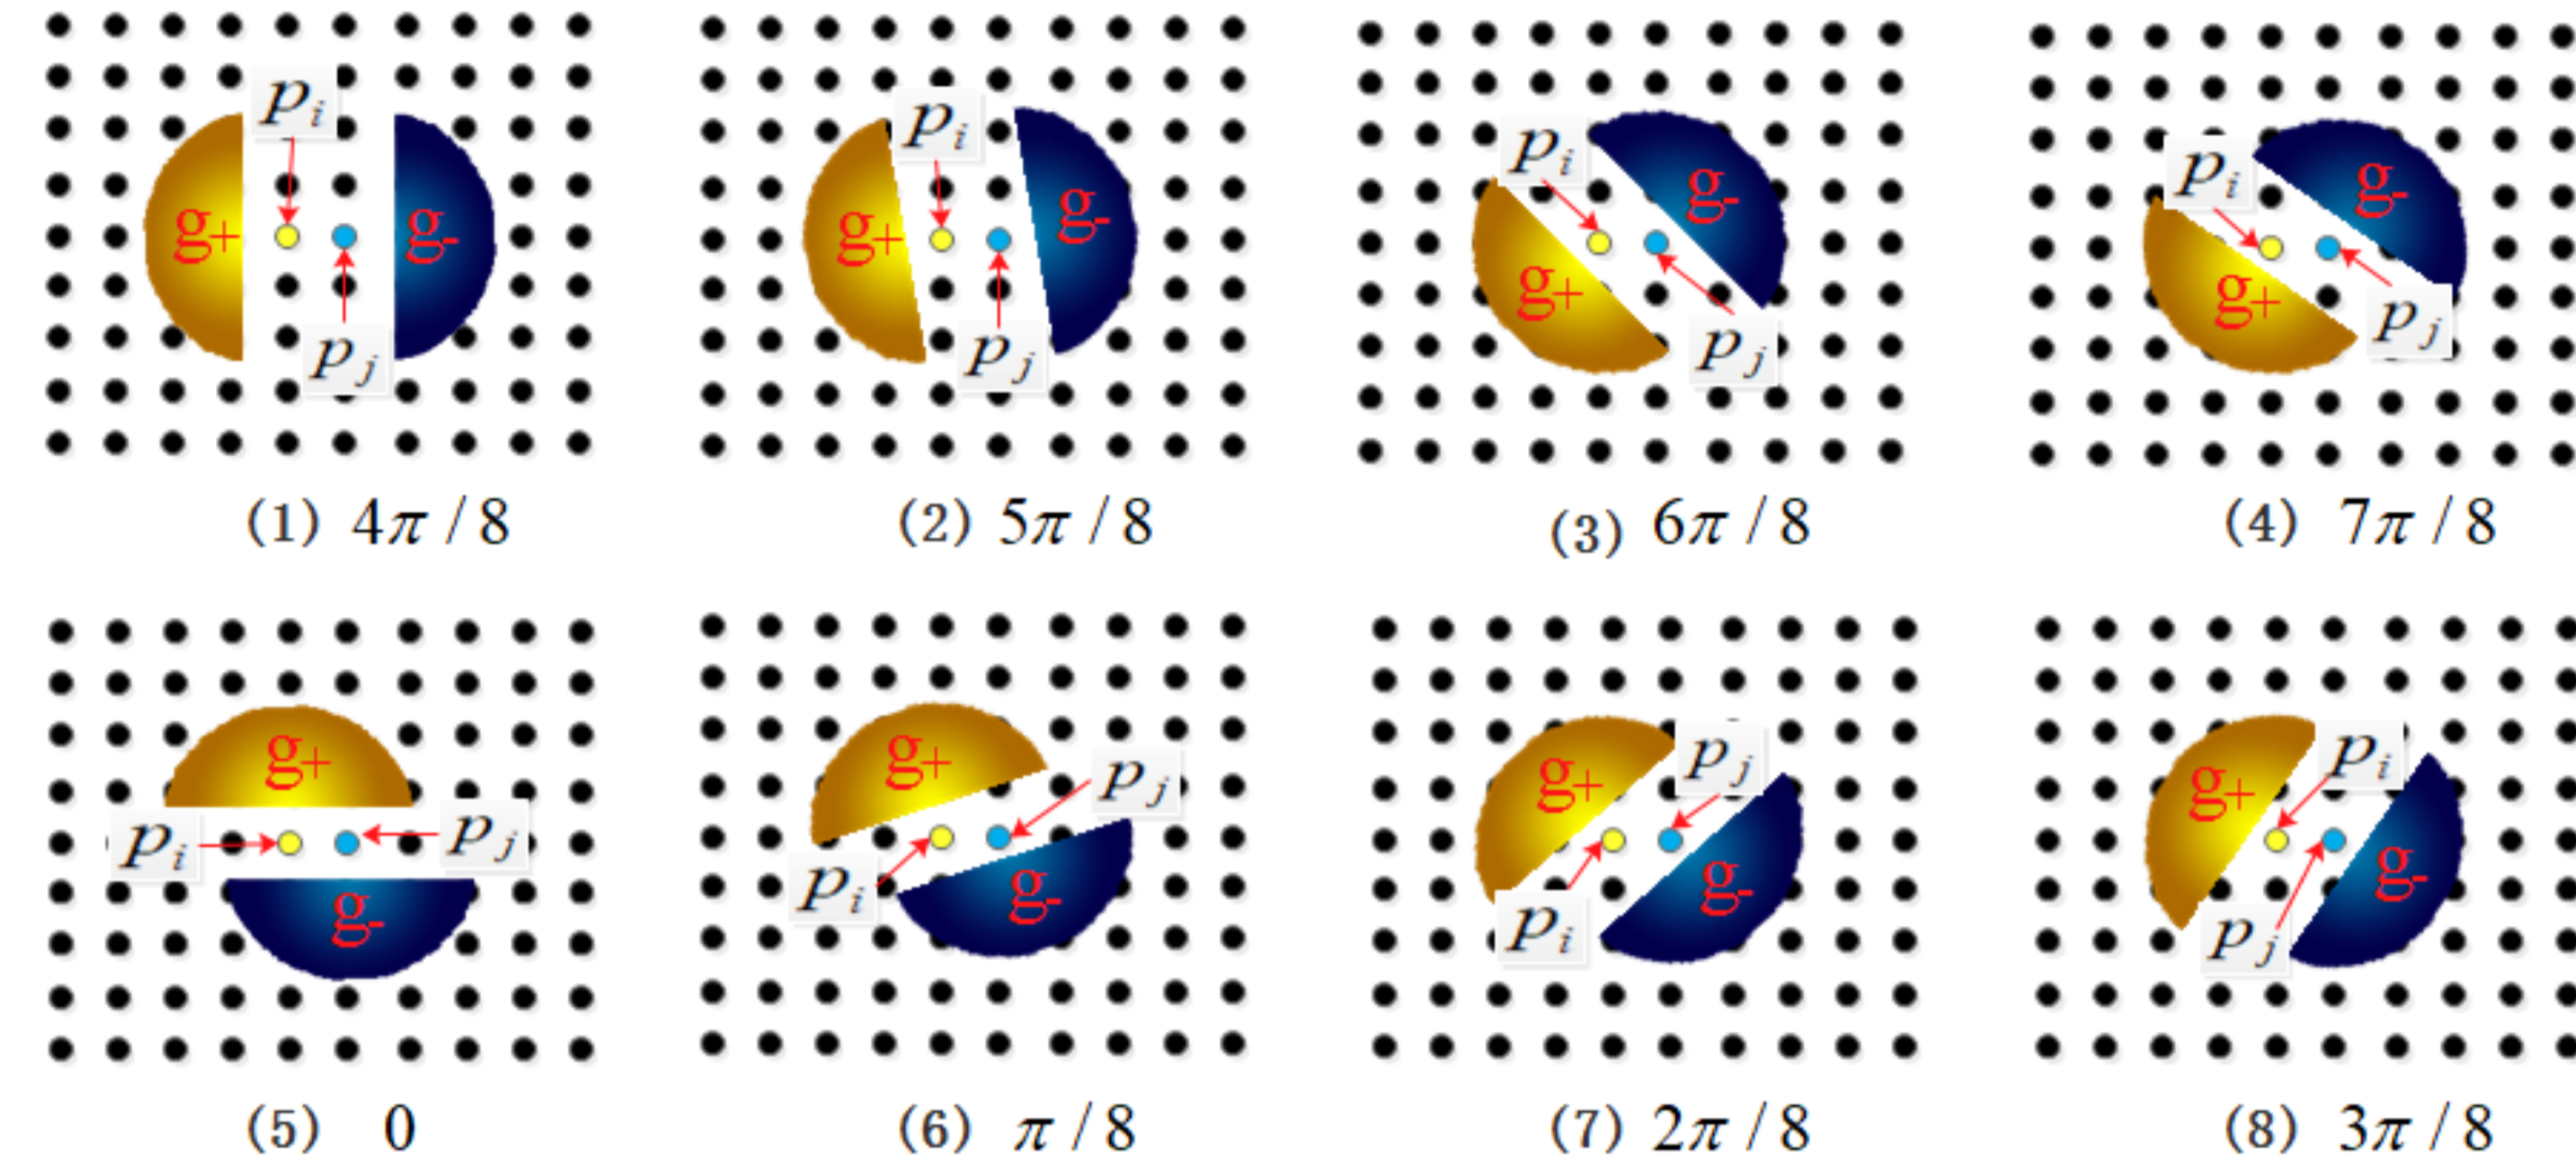 p_i
g+ g-
p_j
(1) 4π / 8
p_i
g+ g-
p_j
(2) 5π / 8
p_i
g-
g+
p_j
(3) 6π / 8
p_i
g-
g+
p_j
(4) 7π / 8
g+
p_i p_j
g-
(5) 0
g+
p_j
p_i
g-
(6) π / 8
p_j
g+
g-
p_i
(7) 2π / 8
p_i
g+
g-
p_j
(8) 3π / 8